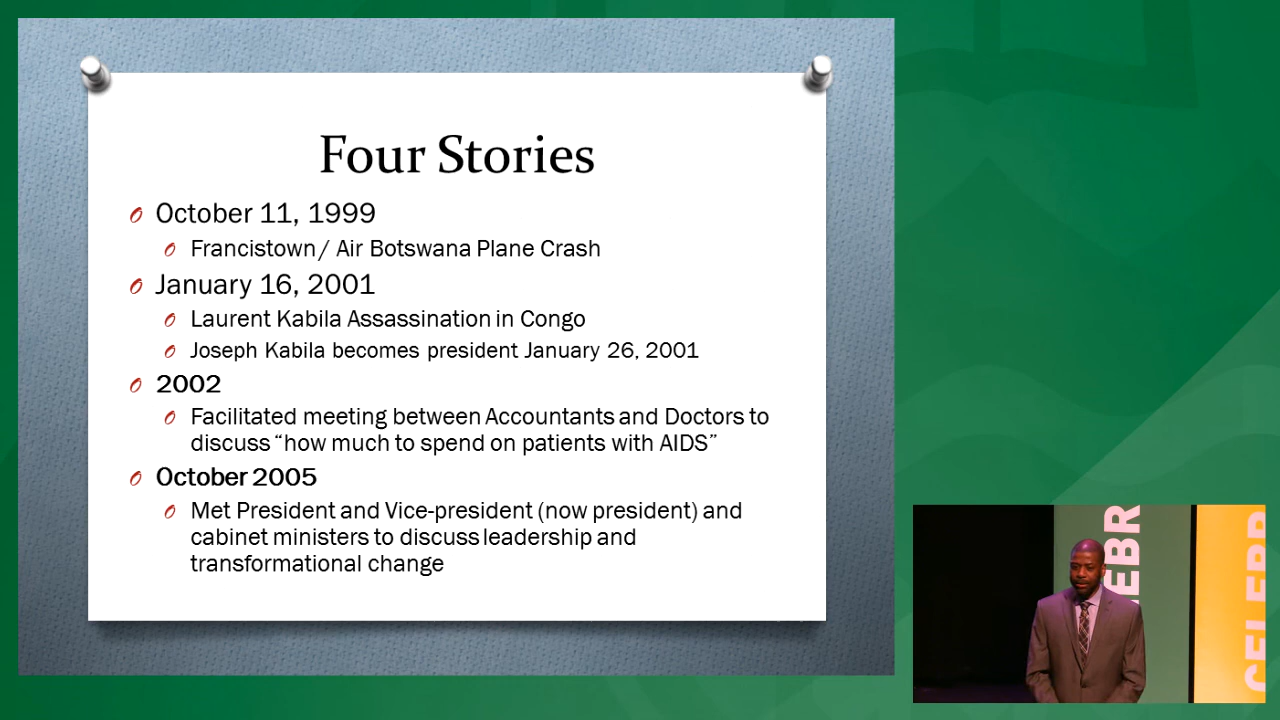 Four Stories
October 11, 1999
Francistown/ Air Botswana Plane Crash
January 16, 2001
Laurent Kabila Assassination in Congo
Joseph Kabila becomes president January 26, 2001
2002
Facilitated meeting between Accountants and Doctors to
discuss “how much to spend on patients with AIDS”
October 2005
Met President and Vice-president (now president) and
cabinet ministers to discuss leadership and
transformational change
EBR
CELEBR